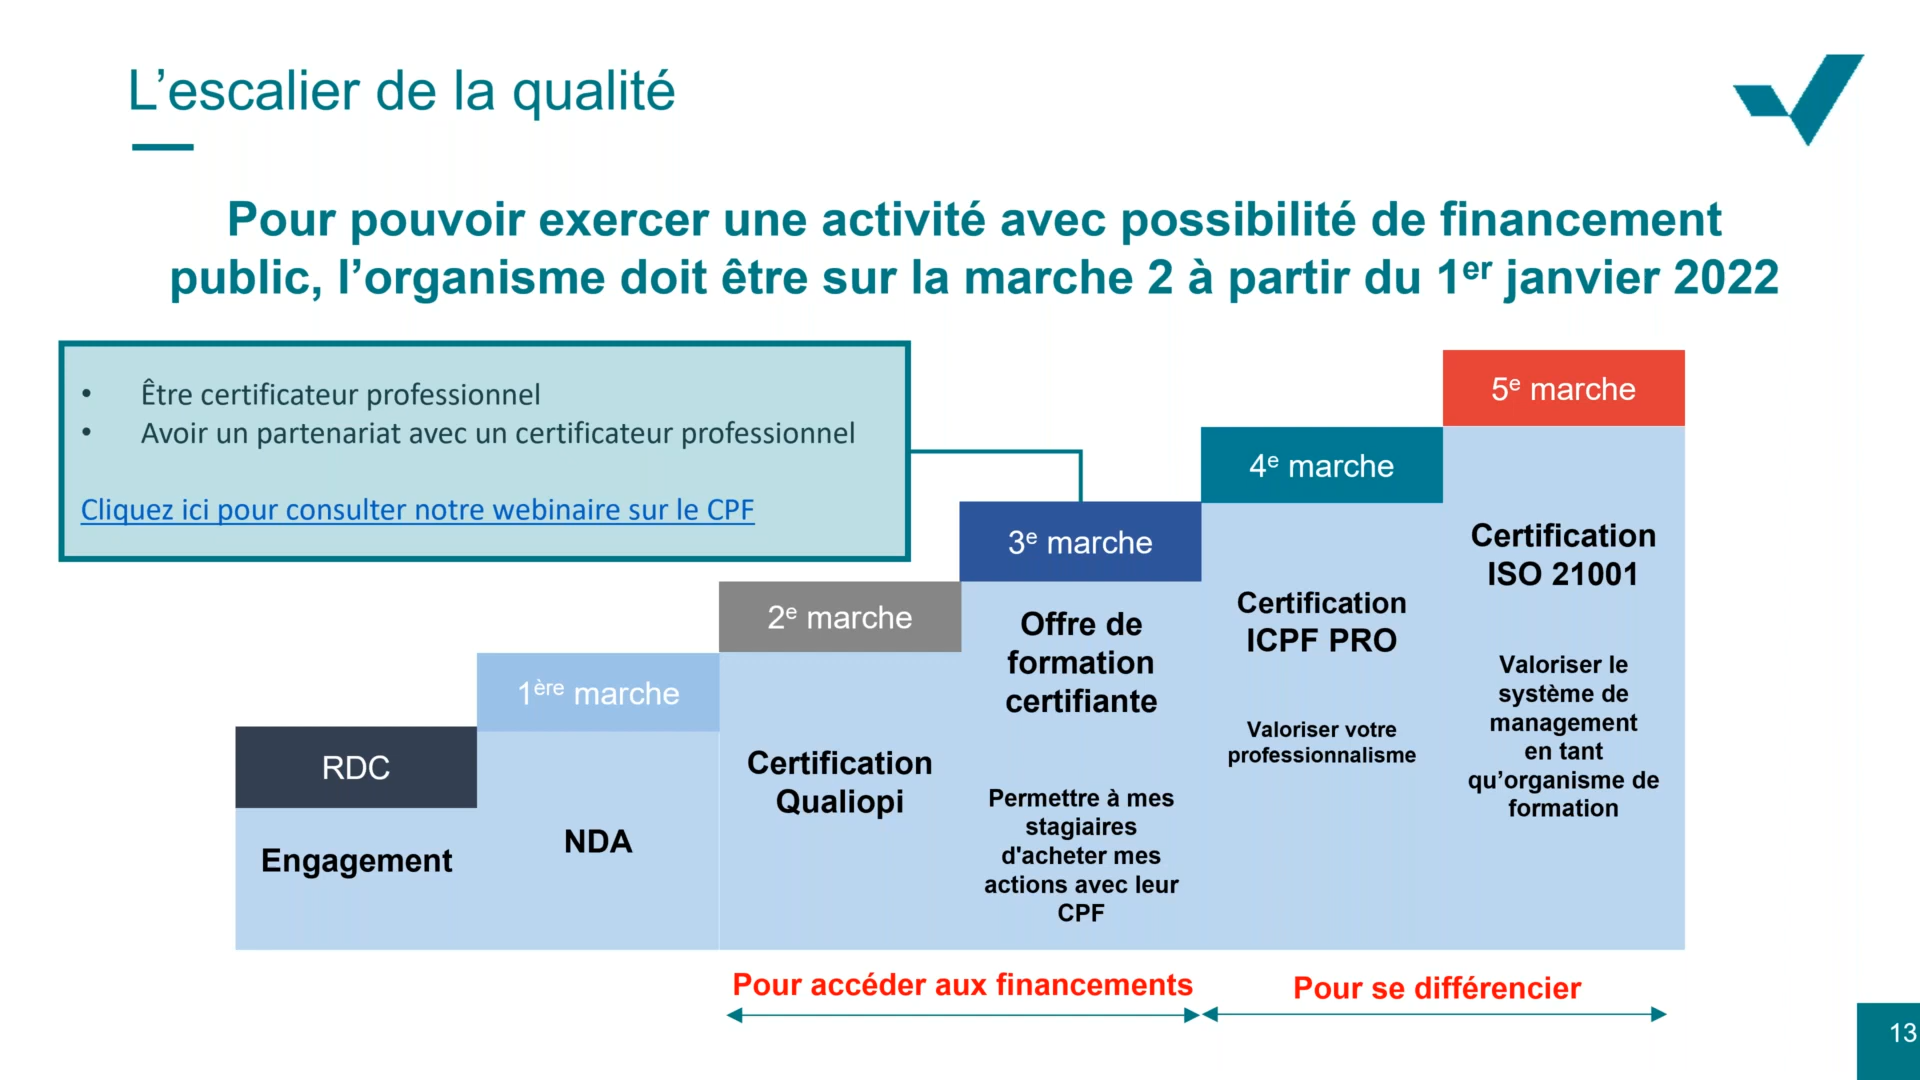 L’escalier de la qualité
Pour pouvoir exercer une activité avec possibilité de financement
public, l’organisme doit être sur la marche 2 à partir du 1er janvier 2022
• Être certificateur professionnel
• Avoir un partenariat avec un certificateur professionnel
Cliquez ici pour consulter notre webinaire sur le CPF
RDC
Engagement
1ère marche
NDA
2e marche
Certification
Qualiopi
3e marche
Offre de
formation
certifiante
Permettre à mes
stagiaires
d'acheter mes
actions avec leur
CPF
4e marche
Certification
ICPF PRO
Valoriser votre
professionnalisme
5e marche
Certification
ISO 21001
Valoriser le
système de
management
en tant
qu’organisme de
formation
Pour accéder aux financements
Pour se différencier
13